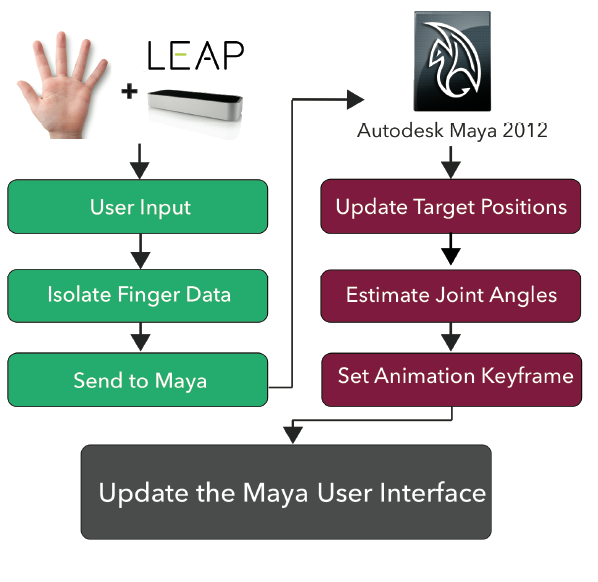 LEAP
+
User Input
Isolate Finger Data
Send to Maya
Autodesk Maya 2012
Update Target Positions
Estimate Joint Angles
Set Animation Keyframe
Update the Maya User Interface